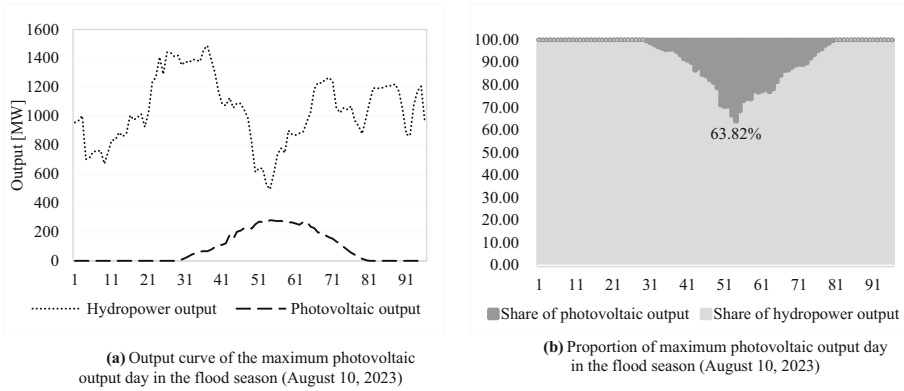 1600
1400
1200
1000
800
600
400
200
0
Output [MW]
1 11 21 31 41 51 61 71 81 91
Hydropower output Photovoltaic output
(a) Output curve of the maximum photovoltaic
output day in the flood season (August 10, 2023)
100.00
90.00
80.00
70.00
60.00
50.00
40.00
30.00
20.00
10.00
0.00
63.82%
1 11 21 31 41 51 61 71 81 91
Share of photovoltaic output Share of hydropower output
(b) Proportion of maximum photovoltaic output day
in the flood season (August 10, 2023)